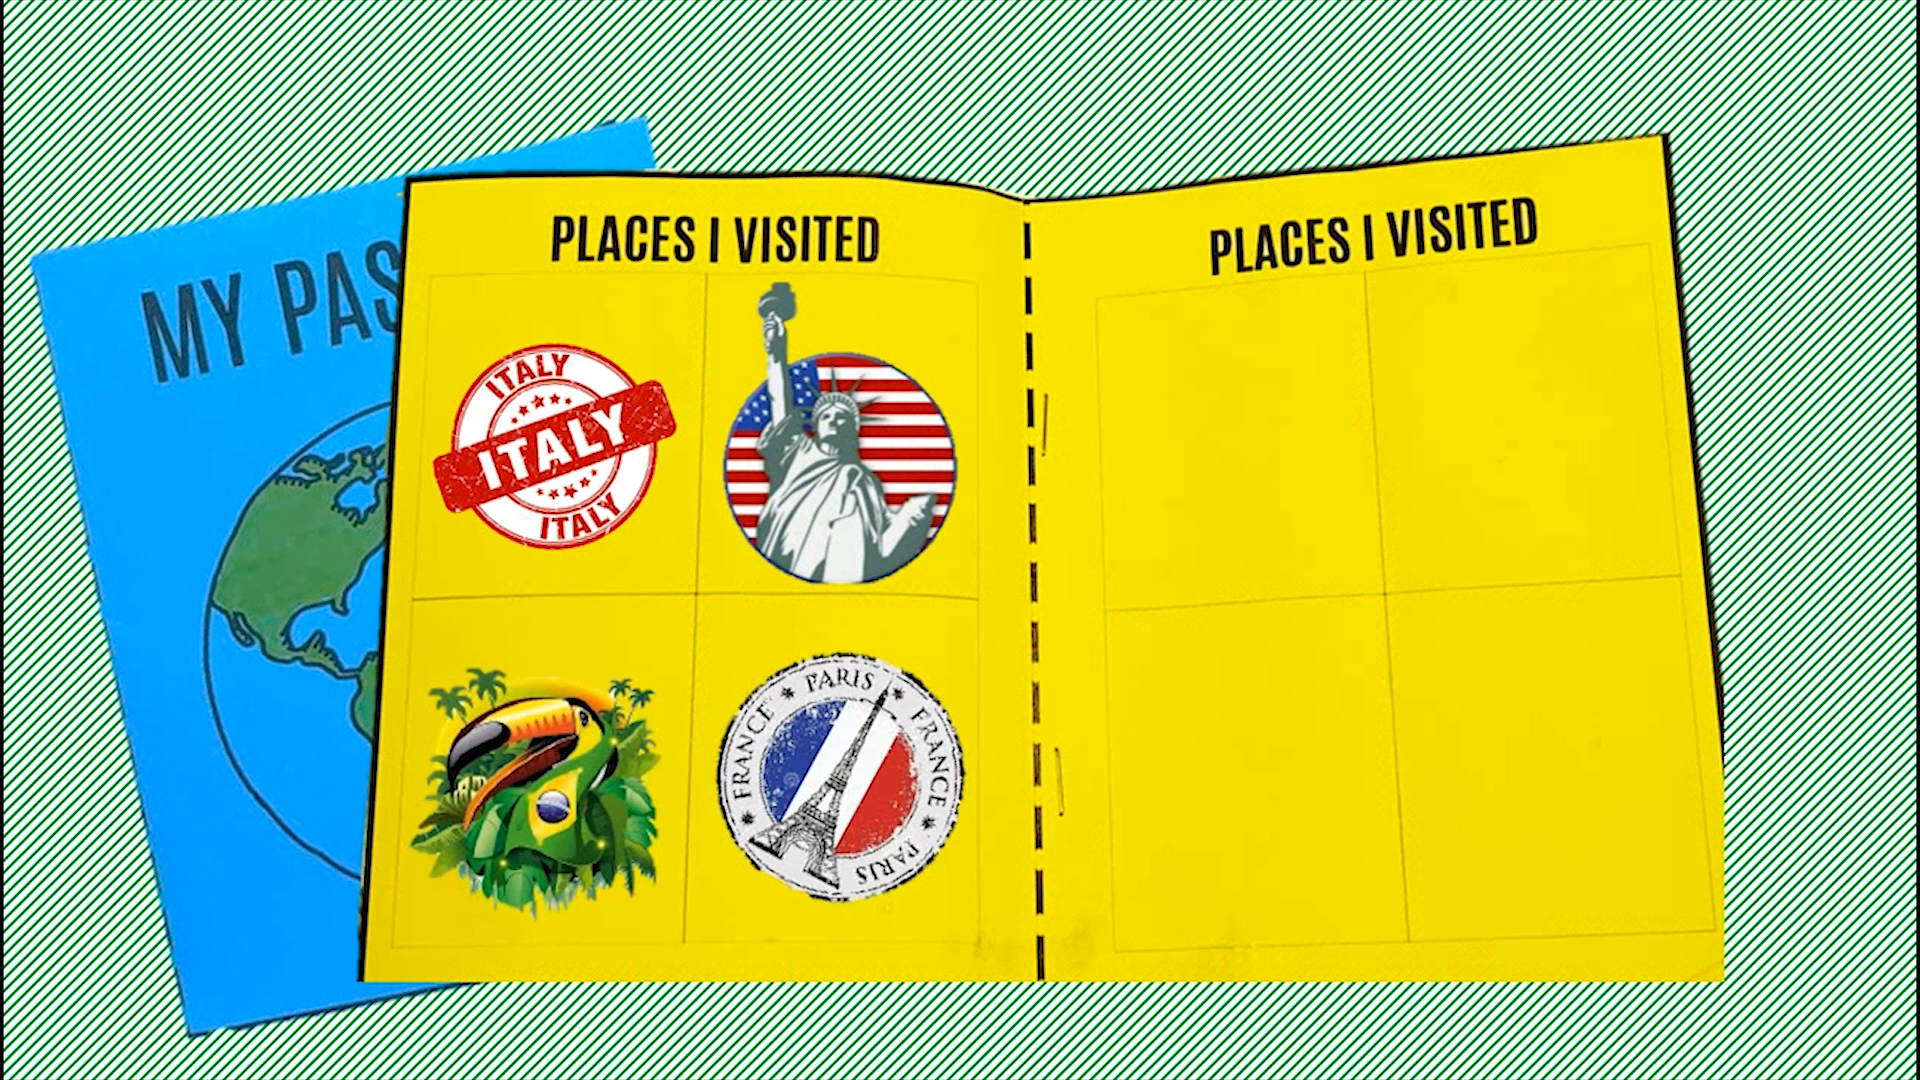 MY PAS
PLACES I VISITED
ITALY
ITALY
ITALY
PARIS
FRANCE
FRANCE
PARIS
PLACES I VISITED